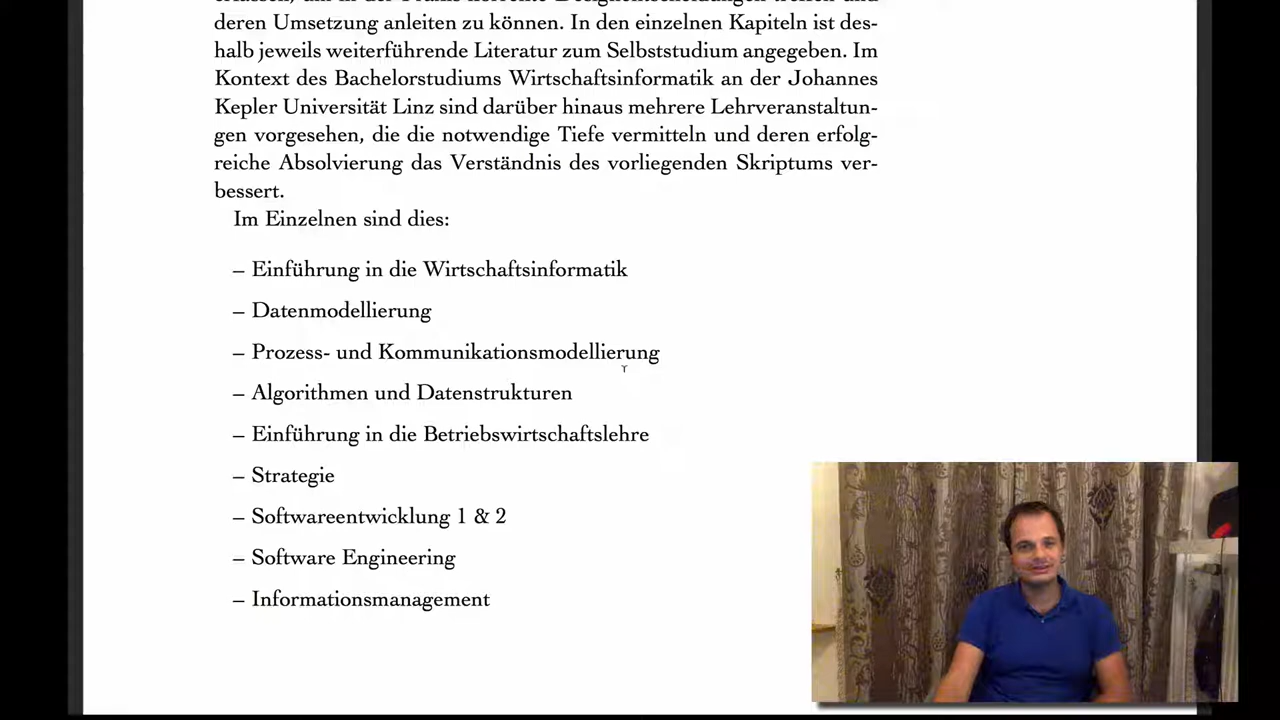 deren Umsetzung anleiten zu können. In den einzelnen Kapiteln ist des-
halb jeweils weiterführende Literatur zum Selbststudium angegeben. Im
Kontext des Bachelorstudiums Wirtschaftsinformatik an der Johannes
Kepler Universität Linz sind darüber hinaus mehrere Lehrveranstaltun-
gen vorgesehen, die die notwendige Tiefe vermitteln und deren erfolg-
reiche Absolvierung das Verständnis des vorliegenden Skriptums ver-
bessert.
Im Einzelnen sind dies:
– Einführung in die Wirtschaftsinformatik
– Datenmodellierung
– Prozess- und Kommunikationsmodellierung
– Algorithmen und Datenstrukturen
– Einführung in die Betriebswirtschaftslehre
– Strategie
– Softwareentwicklung 1 & 2
– Software Engineering
– Informationsmanagement